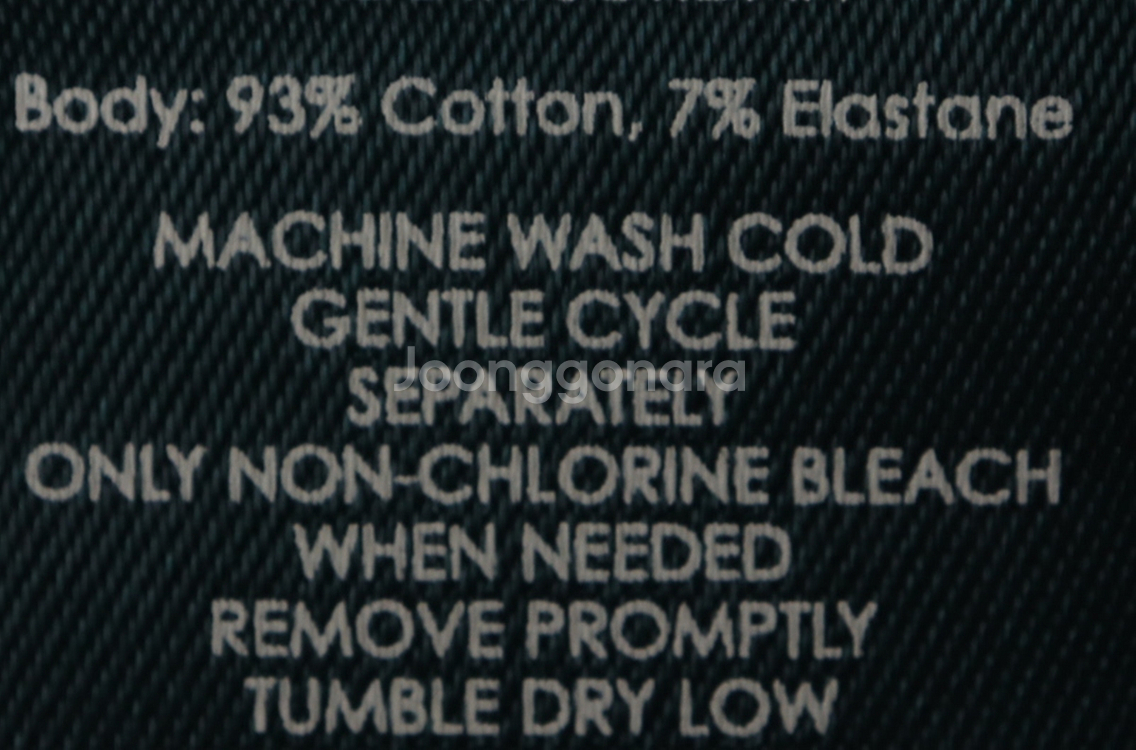 Body: 93% Cotton, 7% Elastane
MACHINE WASH COLD
GENTLE CYCLE
Joonggonara
SEPARATELY
ONLY NON-CHLORINE BLEACH
WHEN NEEDED
REMOVE PROMPTLY
TUMBLE DRY LOW